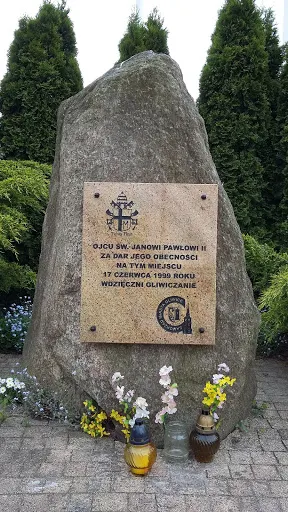 OJCU ŚW. JANOWI PAWŁOWI II
ZA DAR JEGO OBECNOŚCI
NA TYM MIEJSCU
17 CZERWCA 1999 ROKU
WDZIĘCZNI GLIWICZANIE